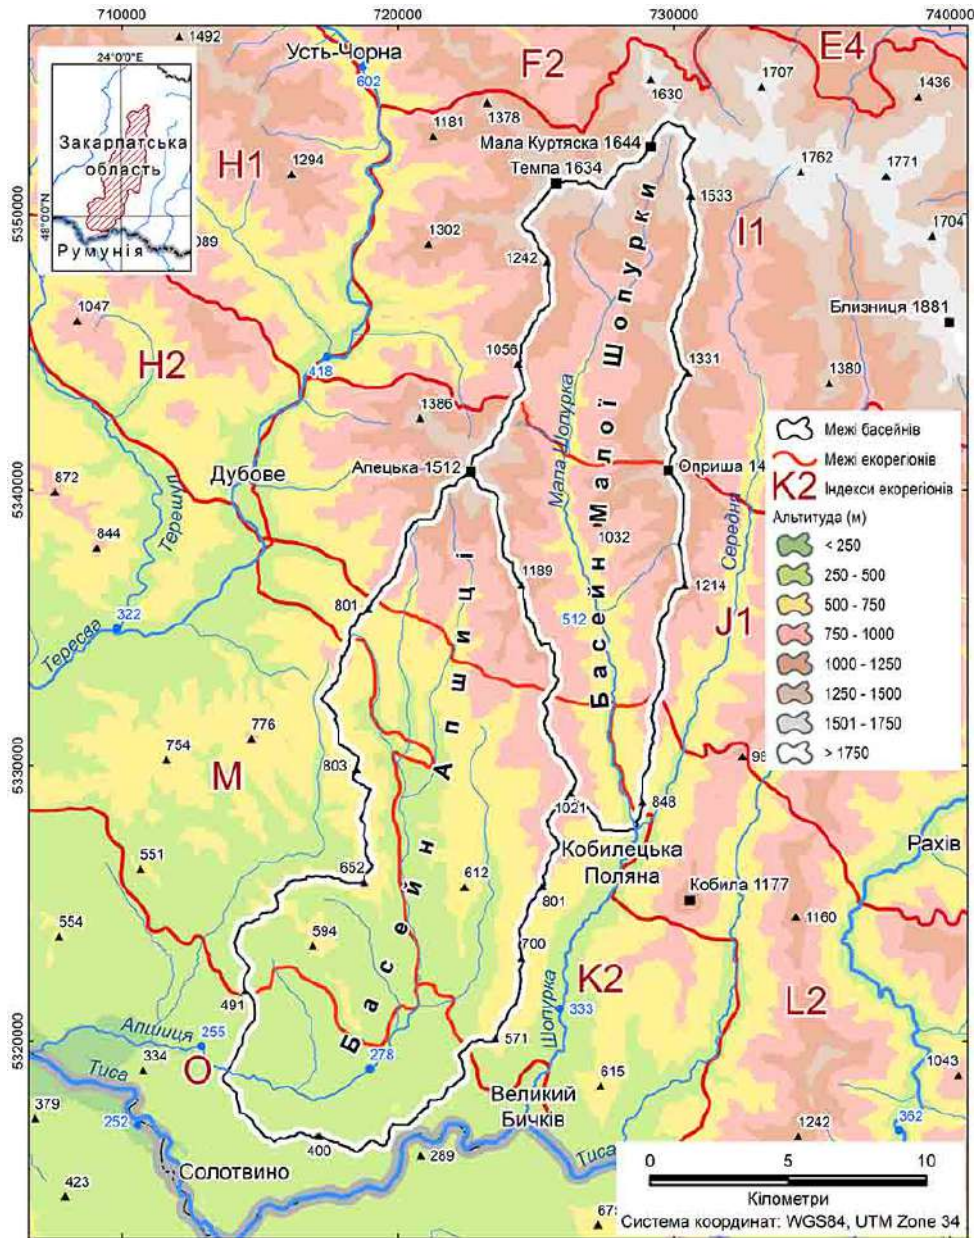 710000
720000
730000
740000
24°0'0"E
Закарпатська
область
48°0'0"N
Румунія
1492
Усть-Чорна
602
F2
E4
1630
1707
1436
1378
1181
Мала Куртяска 1644
Темпа 1634
1762
1771
H1
1294
5350000
1533
I1
1704
1302
1242
089
Близниця 1881
1047
H2
418
1056
1331
1380
1386
Басейн Малої Шопурки
Мала Шопурка
Апецька 1512
Оприша 14
Дубове
872
5340000
844
Терешул
1032
Середня
1189
1214
801
512
J1
322
Тересва
Басейн Апшиці
776
754
M
803
5330000
98
1021
848
Кобилецька
Поляна
Рахів
551
652
612
801
Кобила 1177
1160
554
594
700
491
K2
L2
Шопурка
333
5320000
Апшиця
255
334
O
278
571
1043
Тиса
Великий
Бичків
615
379
252
362
400
289
1242
Солотвино
Тиса
423
675
Межі басейнів
Межі екорегіонів
K2 Індекси екорегіонів
Альтитуда (м)
< 250
250 - 500
500 - 750
750 - 1000
1000 - 1250
1250 - 1500
1501 - 1750
> 1750
0 5 10
Кілометри
Система координат: WGS84, UTM Zone 34